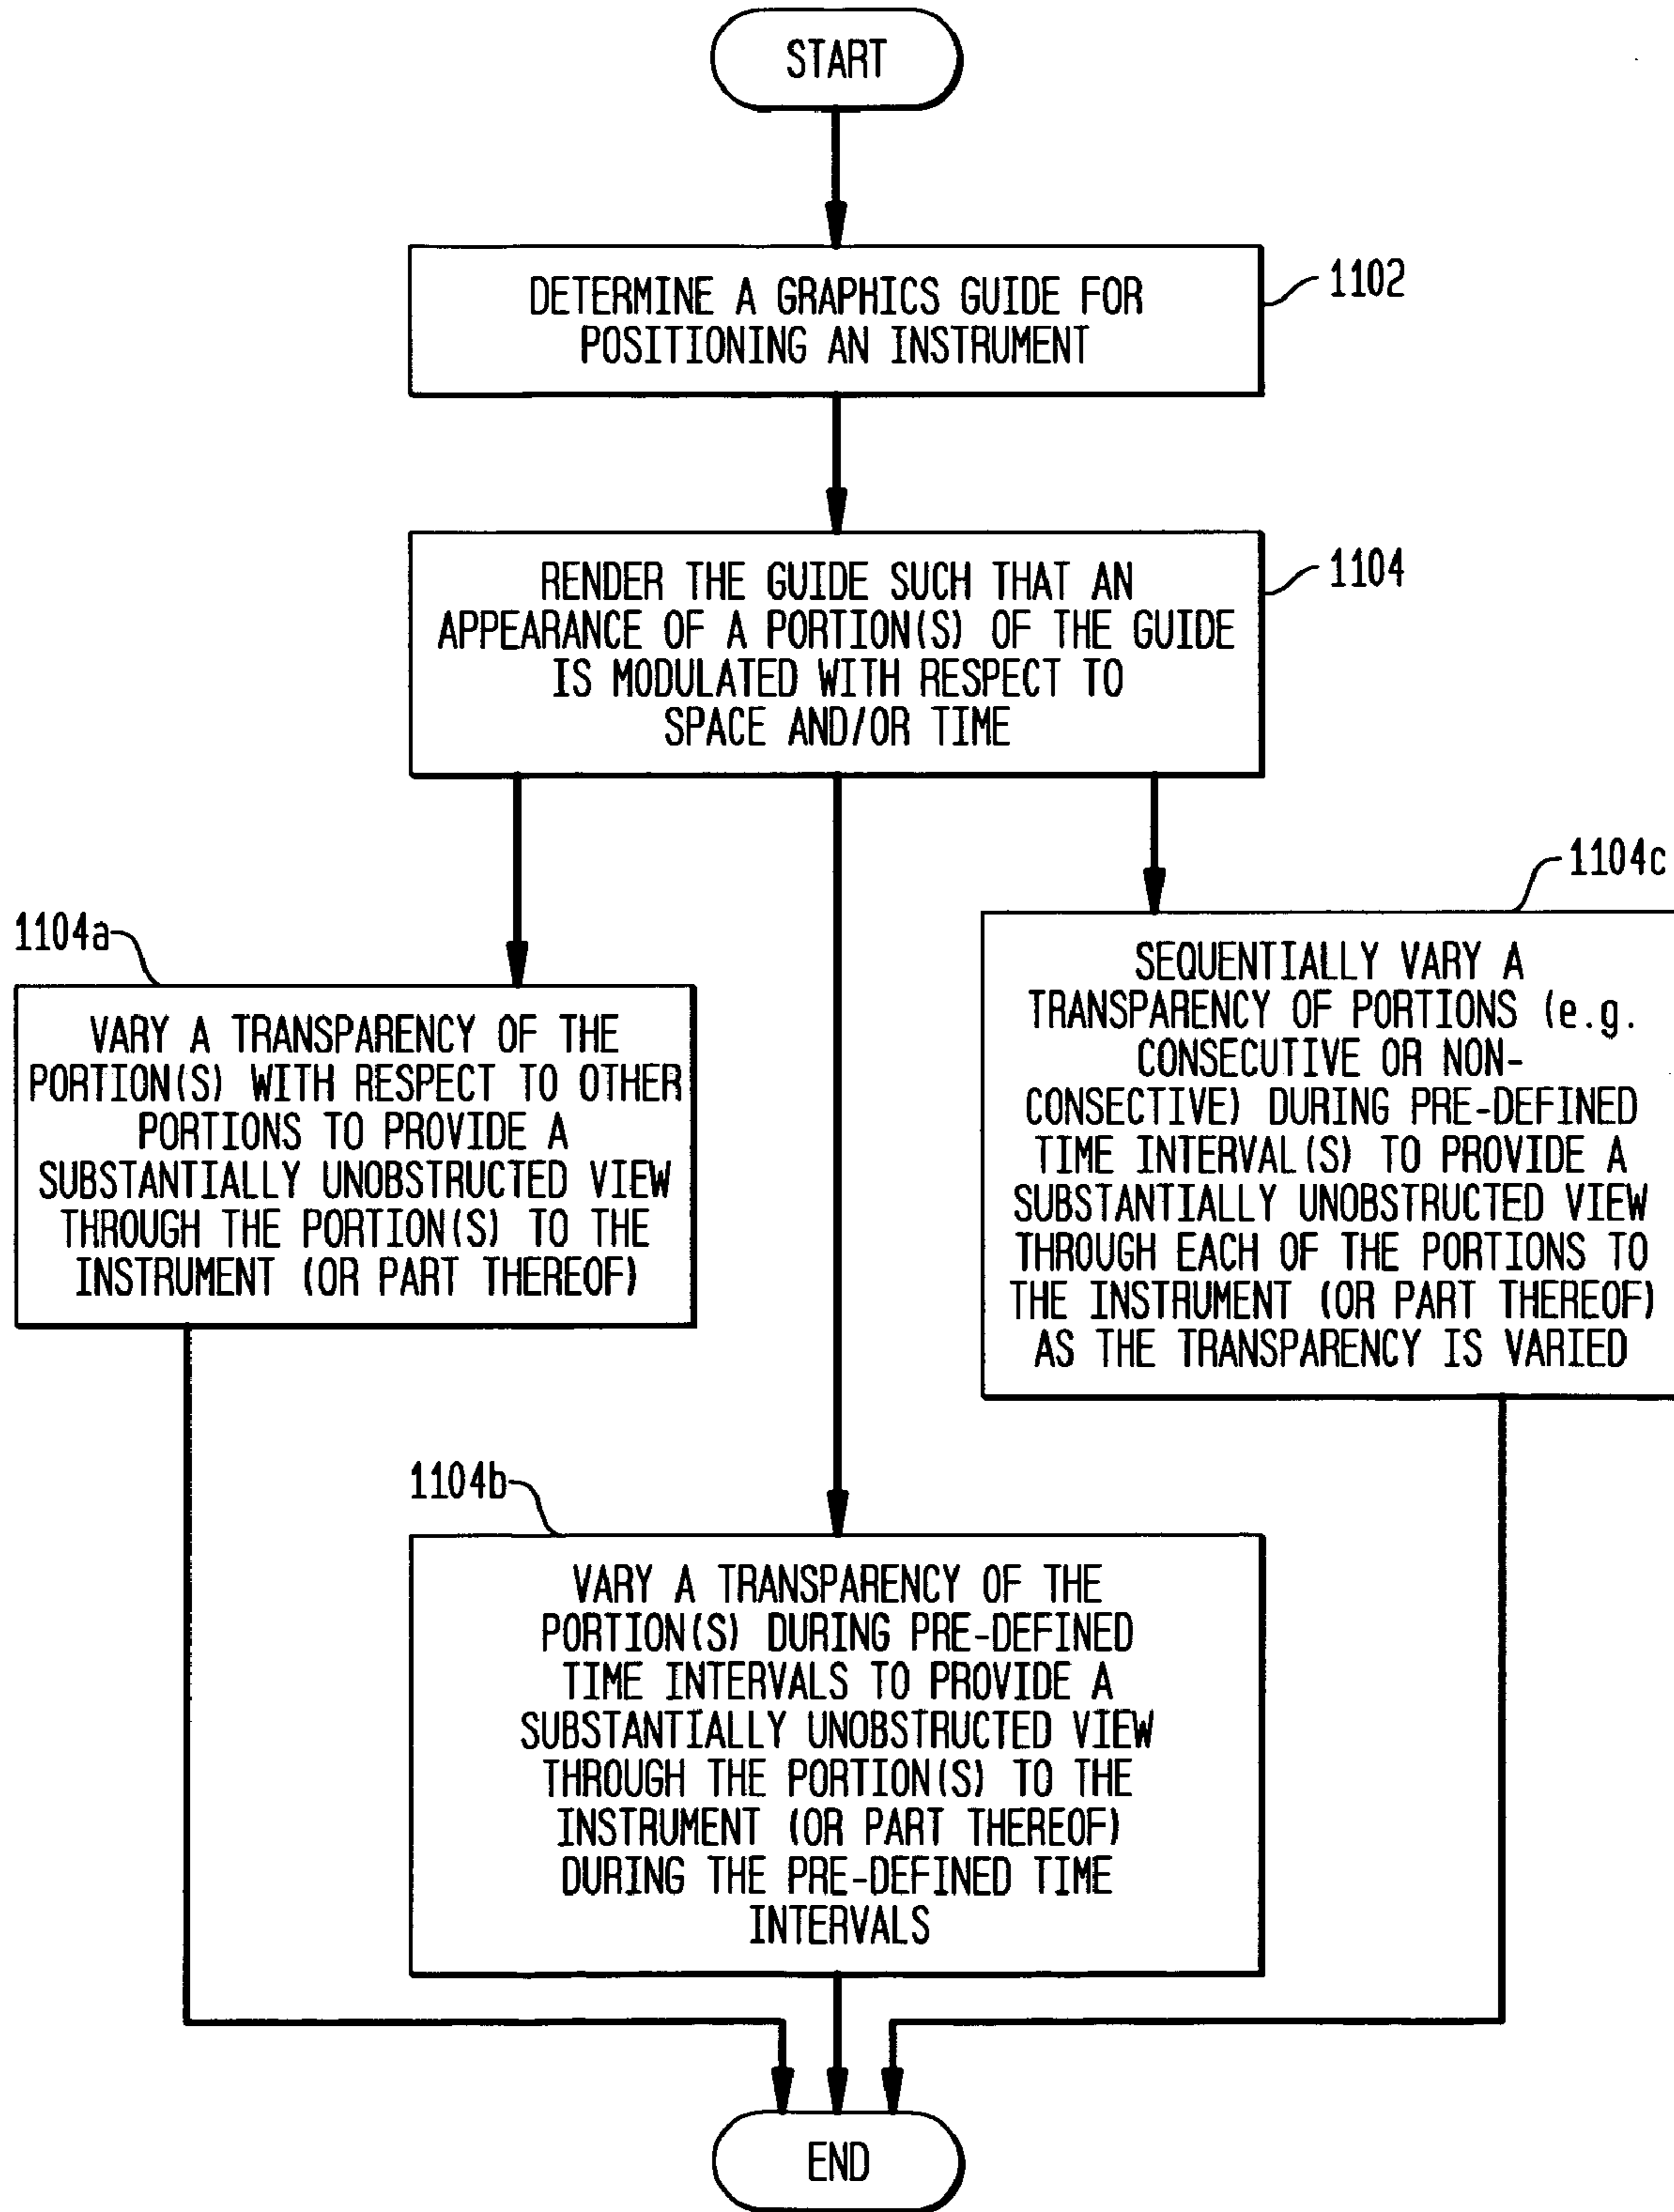 START
DETERMINE A GRAPHICS GUIDE FOR
POSITIONING AN INSTRUMENT
1102
RENDER THE GUIDE SUCH THAT AN
APPEARANCE OF A PORTION(S) OF THE GUIDE
IS MODULATED WITH RESPECT TO
SPACE AND/OR TIME
1104
1104a
VARY A TRANSPARENCY OF THE
PORTION(S) WITH RESPECT TO OTHER
PORTIONS TO PROVIDE A
SUBSTANTIALLY UNOBSTRUCTED VIEW
THROUGH THE PORTION(S) TO THE
INSTRUMENT (OR PART THEREOF)
1104c
SEQUENTIALLY VARY A
TRANSPARENCY OF PORTIONS (e.g.
CONSECUTIVE OR NON-
CONSECTIVE) DURING PRE-DEFINED
TIME INTERVAL(S) TO PROVIDE A
SUBSTANTIALLY UNOBSTRUCTED VIEW
THROUGH EACH OF THE PORTIONS TO
THE INSTRUMENT (OR PART THEREOF)
AS THE TRANSPARENCY IS VARIED
1104b
VARY A TRANSPARENCY OF THE
PORTION(S) DURING PRE-DEFINED
TIME INTERVALS TO PROVIDE A
SUBSTANTIALLY UNOBSTRUCTED VIEW
THROUGH THE PORTION(S) TO THE
INSTRUMENT (OR PART THEREOF)
DURING THE PRE-DEFINED TIME
INTERVALS
END